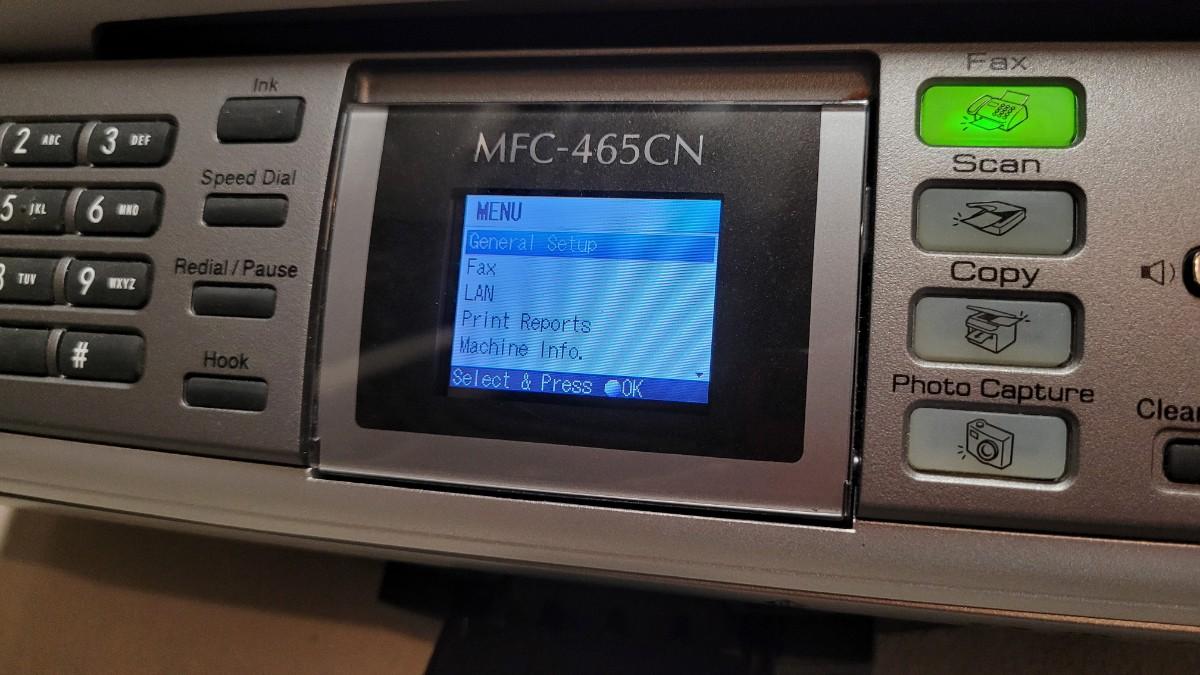 Ink
2 ABC 3 DEF
Speed Dial
5 JKL 6 MNO
Redial / Pause
TUV 9 WXYZ
Hook
#
MFC-465CN
MENU
General Setup
Fax
LAN
Print Reports
Machine Info.
Select & Press OK
Fax
Scan
Copy
Photo Capture
Clear